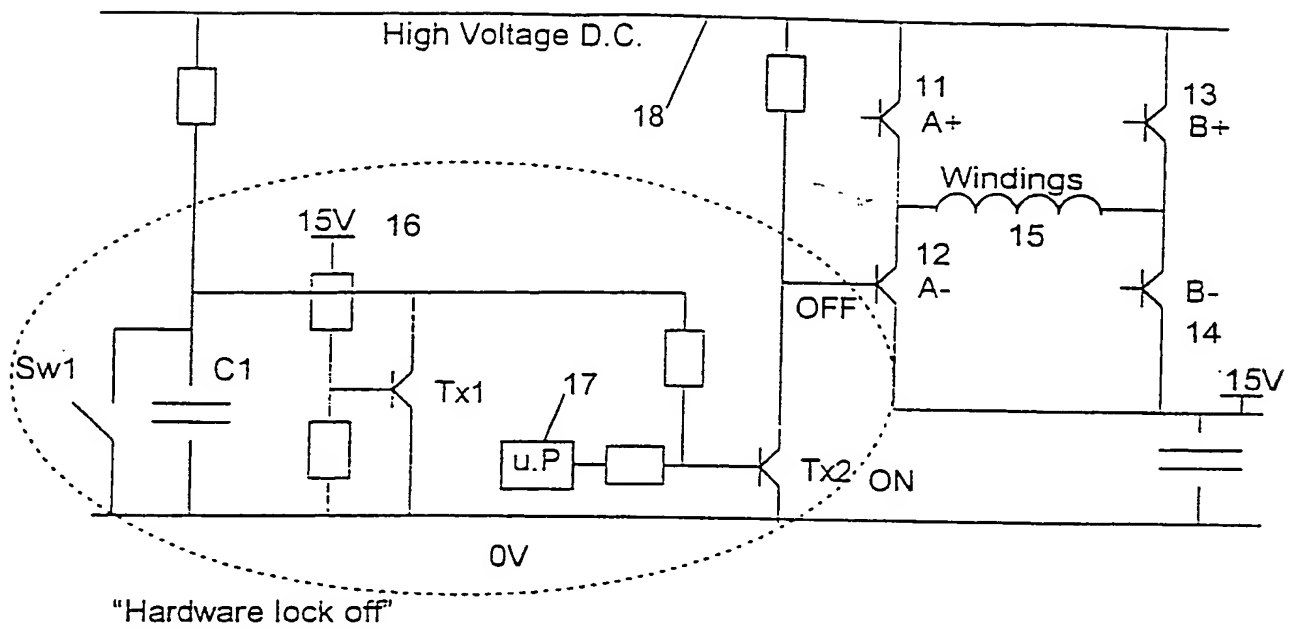 High Voltage D.C.
18
11
A+
13
B+
Windings
15
15V
16
12
A-
OFF
B-
14
Sw1
C1
Tx1
17
u.P
Tx2
ON
15V
0V
"Hardware lock off"